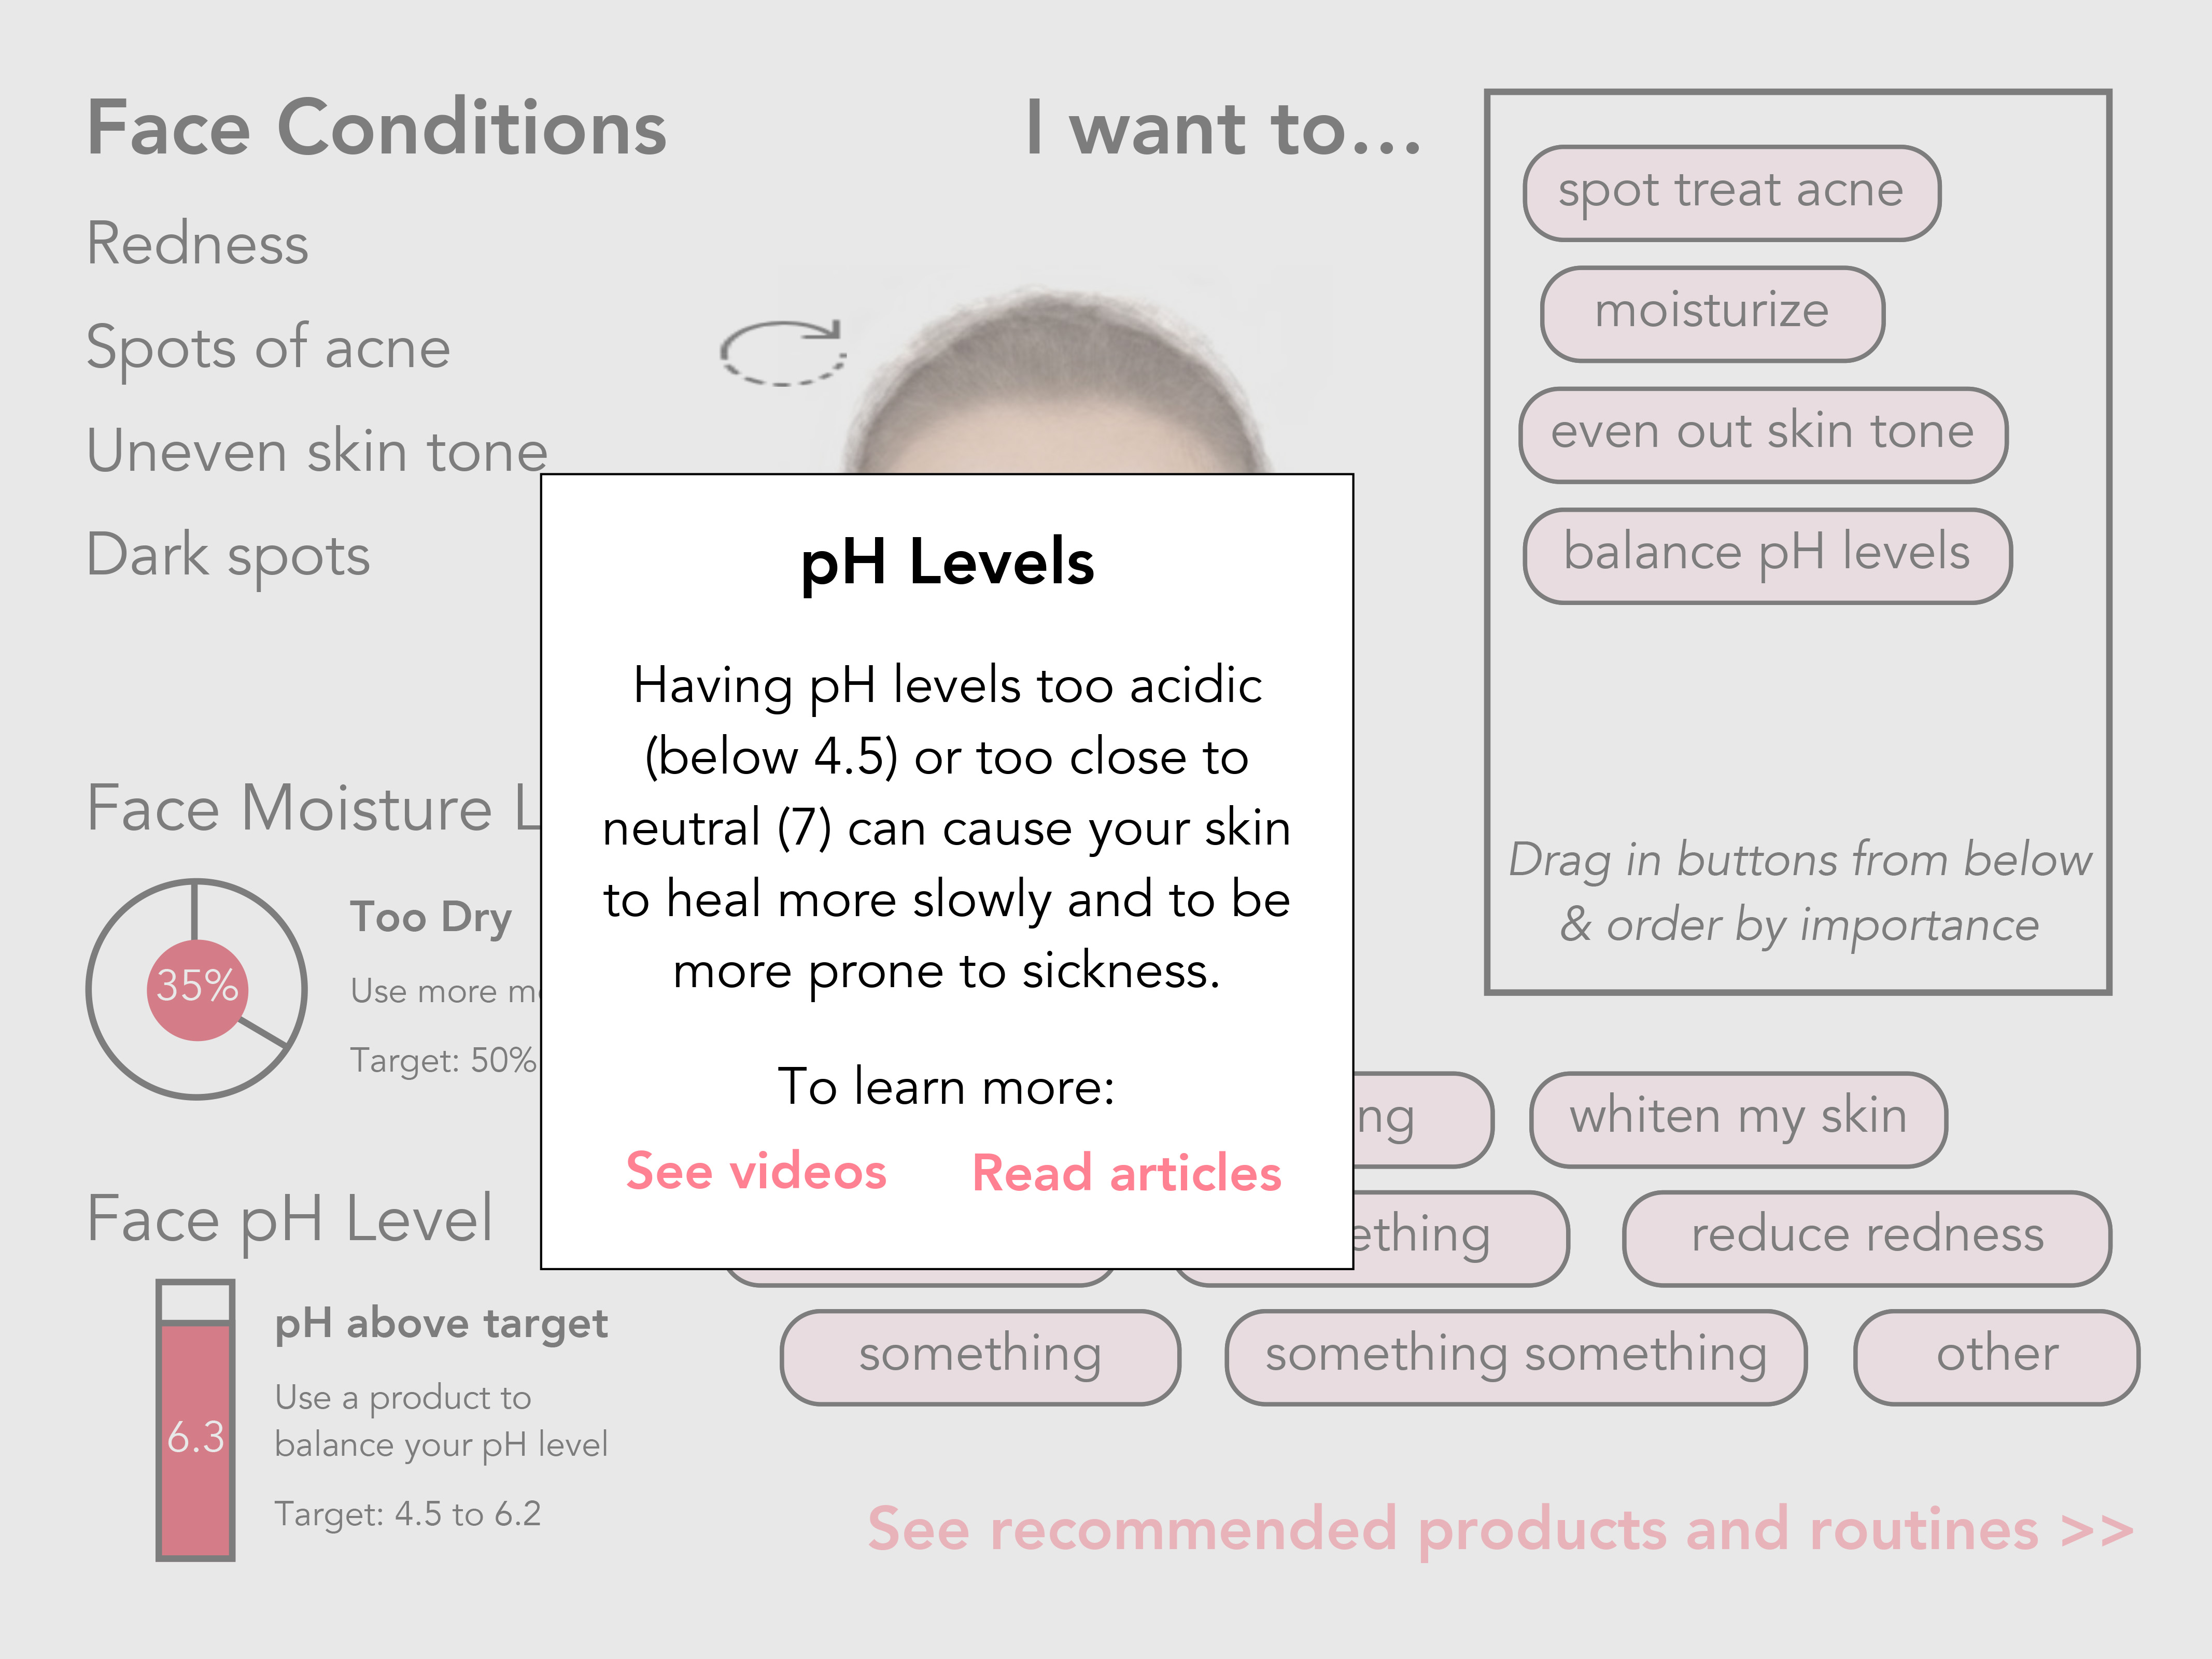 Face Conditions
Redness
Spots of acne
Uneven skin tone
Dark spots
Face Moisture
35%
Too Dry
Use more
Target: 50%
Face pH Level
6.3
pH above target
Use a product to
balance your pH level
Target: 4.5 to 6.2
I want to...
spot treat acne
moisturize
even out skin tone
balance pH levels
Drag in buttons from below
& order by importance
pH Levels
Having pH levels too acidic
(below 4.5) or too close to
neutral (7) can cause your skin
to heal more slowly and to be
more prone to sickness.
To learn more:
See videos
Read articles
whiten my skin
reduce redness
something
something something
other
See recommended products and routines >>